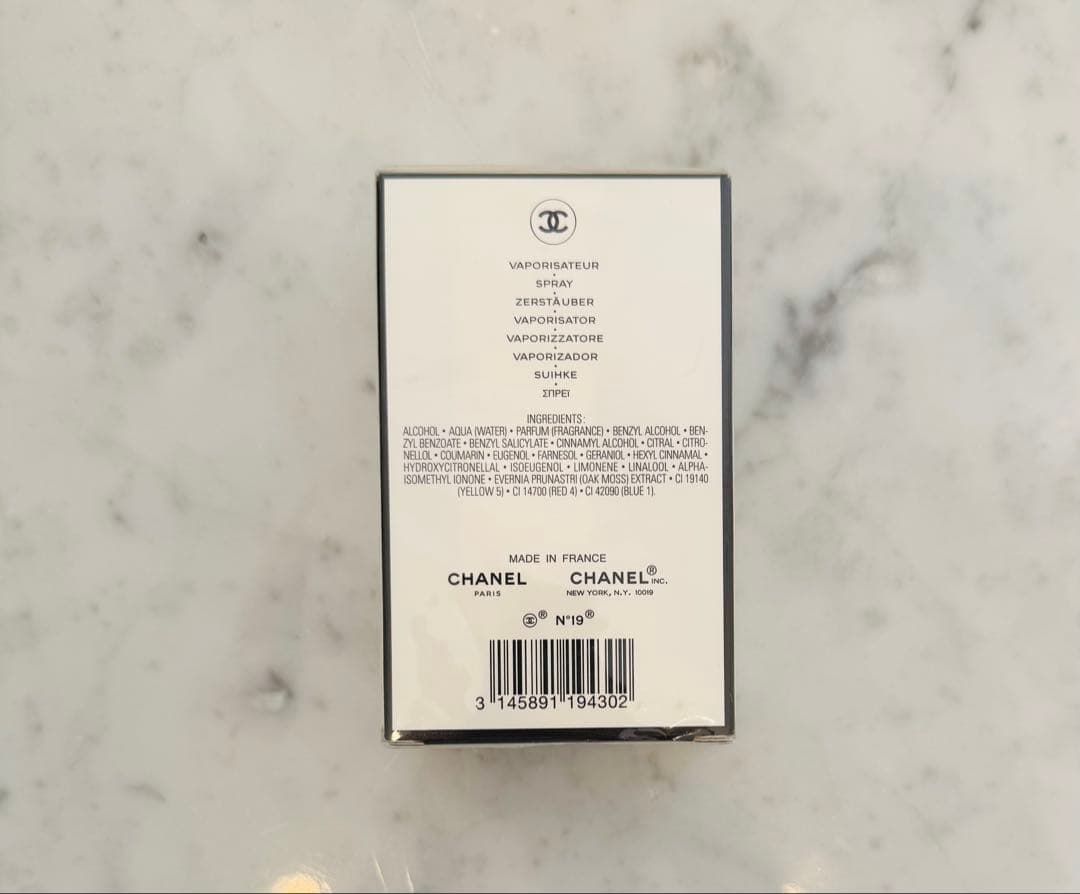 VAPORISATEUR
•
SPRAY
•
ZERSTÄUBER
•
VAPORISATOR
•
VAPORIZZATORE
•
VAPORIZADOR
•
SUIHKE
•
ΣΠΡΕΪ
INGREDIENTS:
ALCOHOL • AQUA (WATER) • PARFUM (FRAGRANCE) • BENZYL ALCOHOL • BEN-
ZYL BENZOATE • BENZYL SALICYLATE • CINNAMYL ALCOHOL • CITRAL • CITRO-
NELLOL • COUMARIN • EUGENOL • FARNESOL • GERANIOL • HEXYL CINNAMAL •
HYDROXYCITRONELLAL • ISOEUGENOL • LIMONENE • LINALOOL • ALPHA-
ISOMETHYL IONONE • EVERNIA PRUNASTRI (OAK MOSS) EXTRACT • CI 19140
(YELLOW 5) • CI 14700 (RED 4) • CI 42090 (BLUE 1).
MADE IN FRANCE
CHANEL CHANEL® INC.
PARIS NEW YORK, N.Y. 10019
® N°19®
3 145891 194302